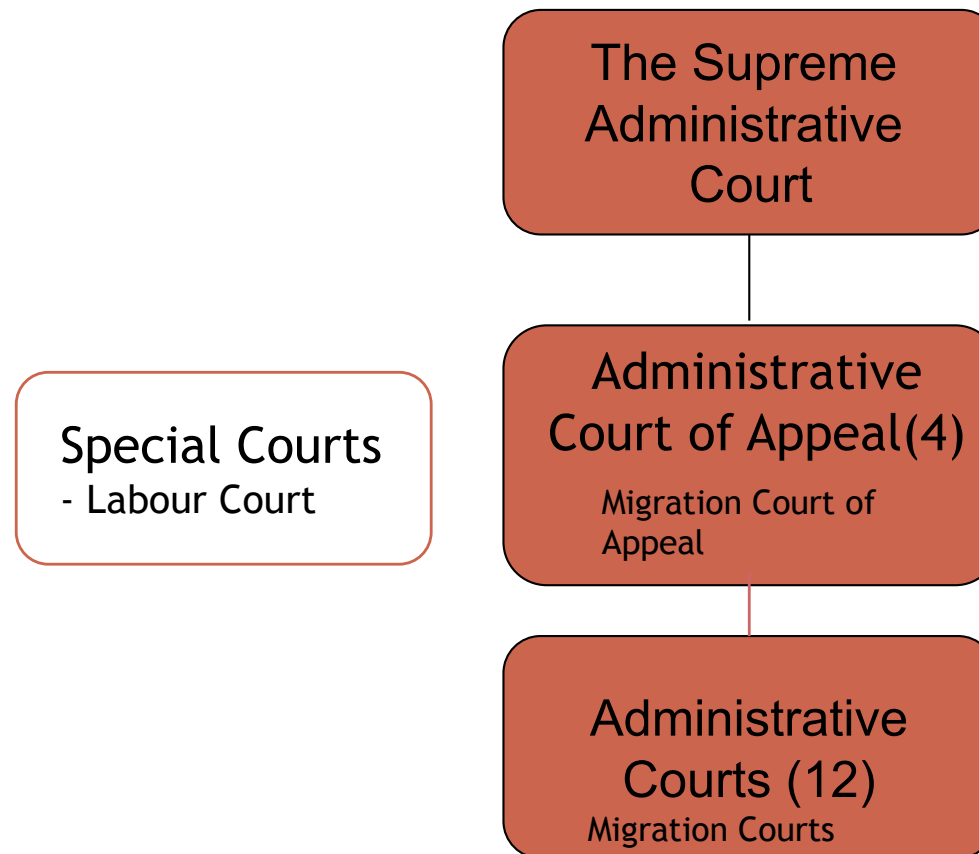 The Supreme
Administrative
Court
Administrative
Court of Appeal(4)
Migration Court of
Appeal
Special Courts
- Labour Court
Administrative
Courts (12)
Migration Courts